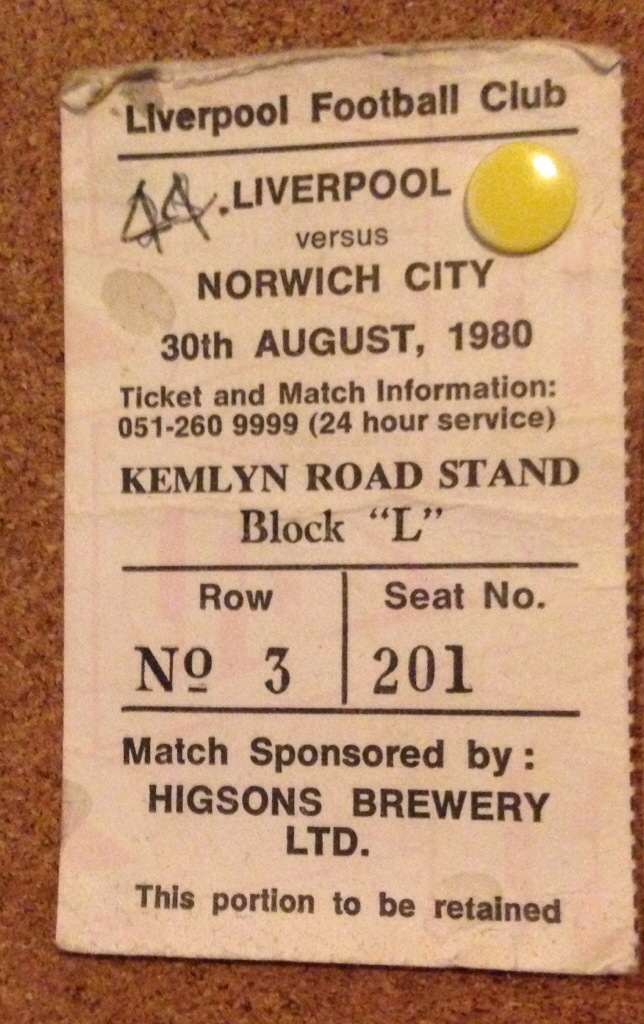 Liverpool Football Club
44.LIVERPOOL
versus
NORWICH CITY
30th AUGUST, 1980
Ticket and Match Information:
051-260 9999 (24 hour service)
KEMLYN ROAD STAND
Block “L”
Row
Seat No.
Nº 3
201
Match Sponsored by:
HIGSONS BREWERY
LTD.
This portion to be retained